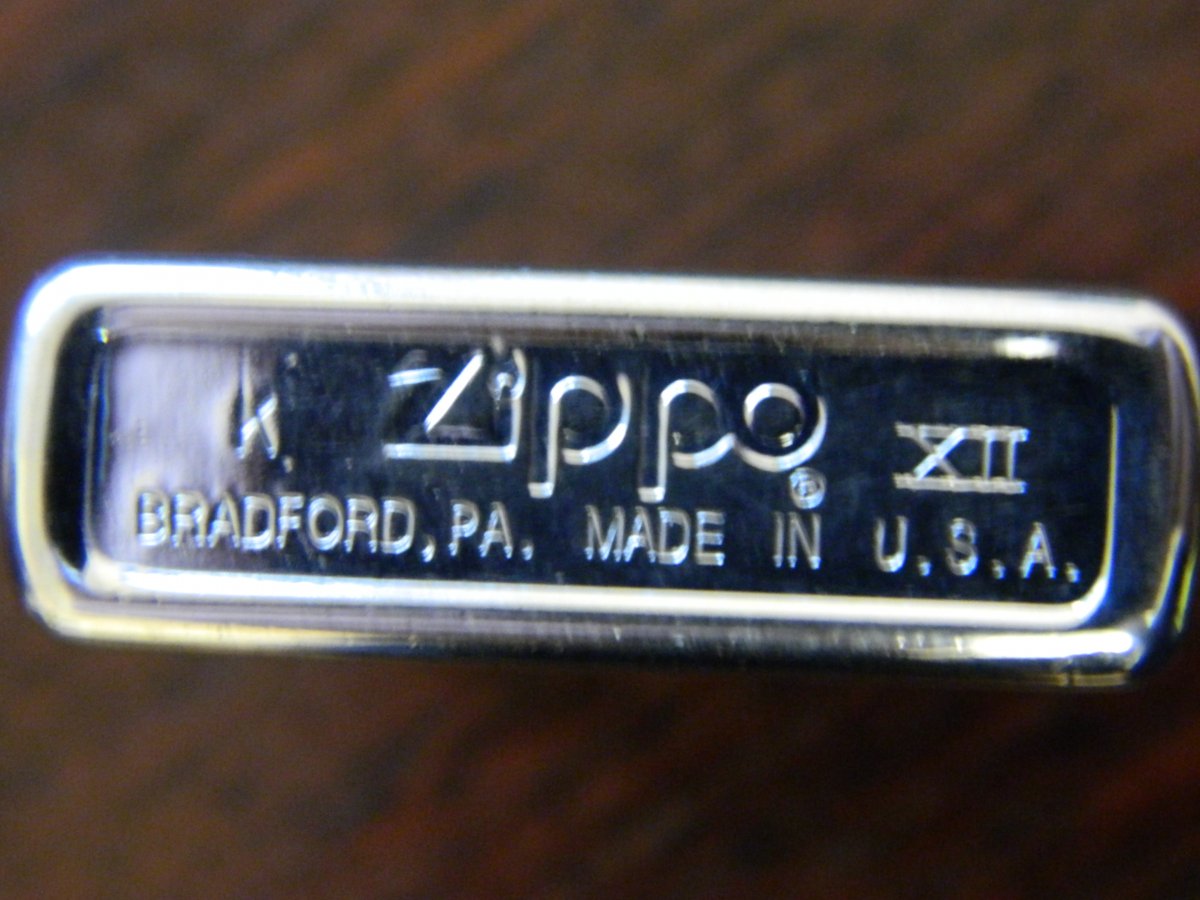 K Zippo ® XII
BRADFORD, PA. MADE IN U.S.A.